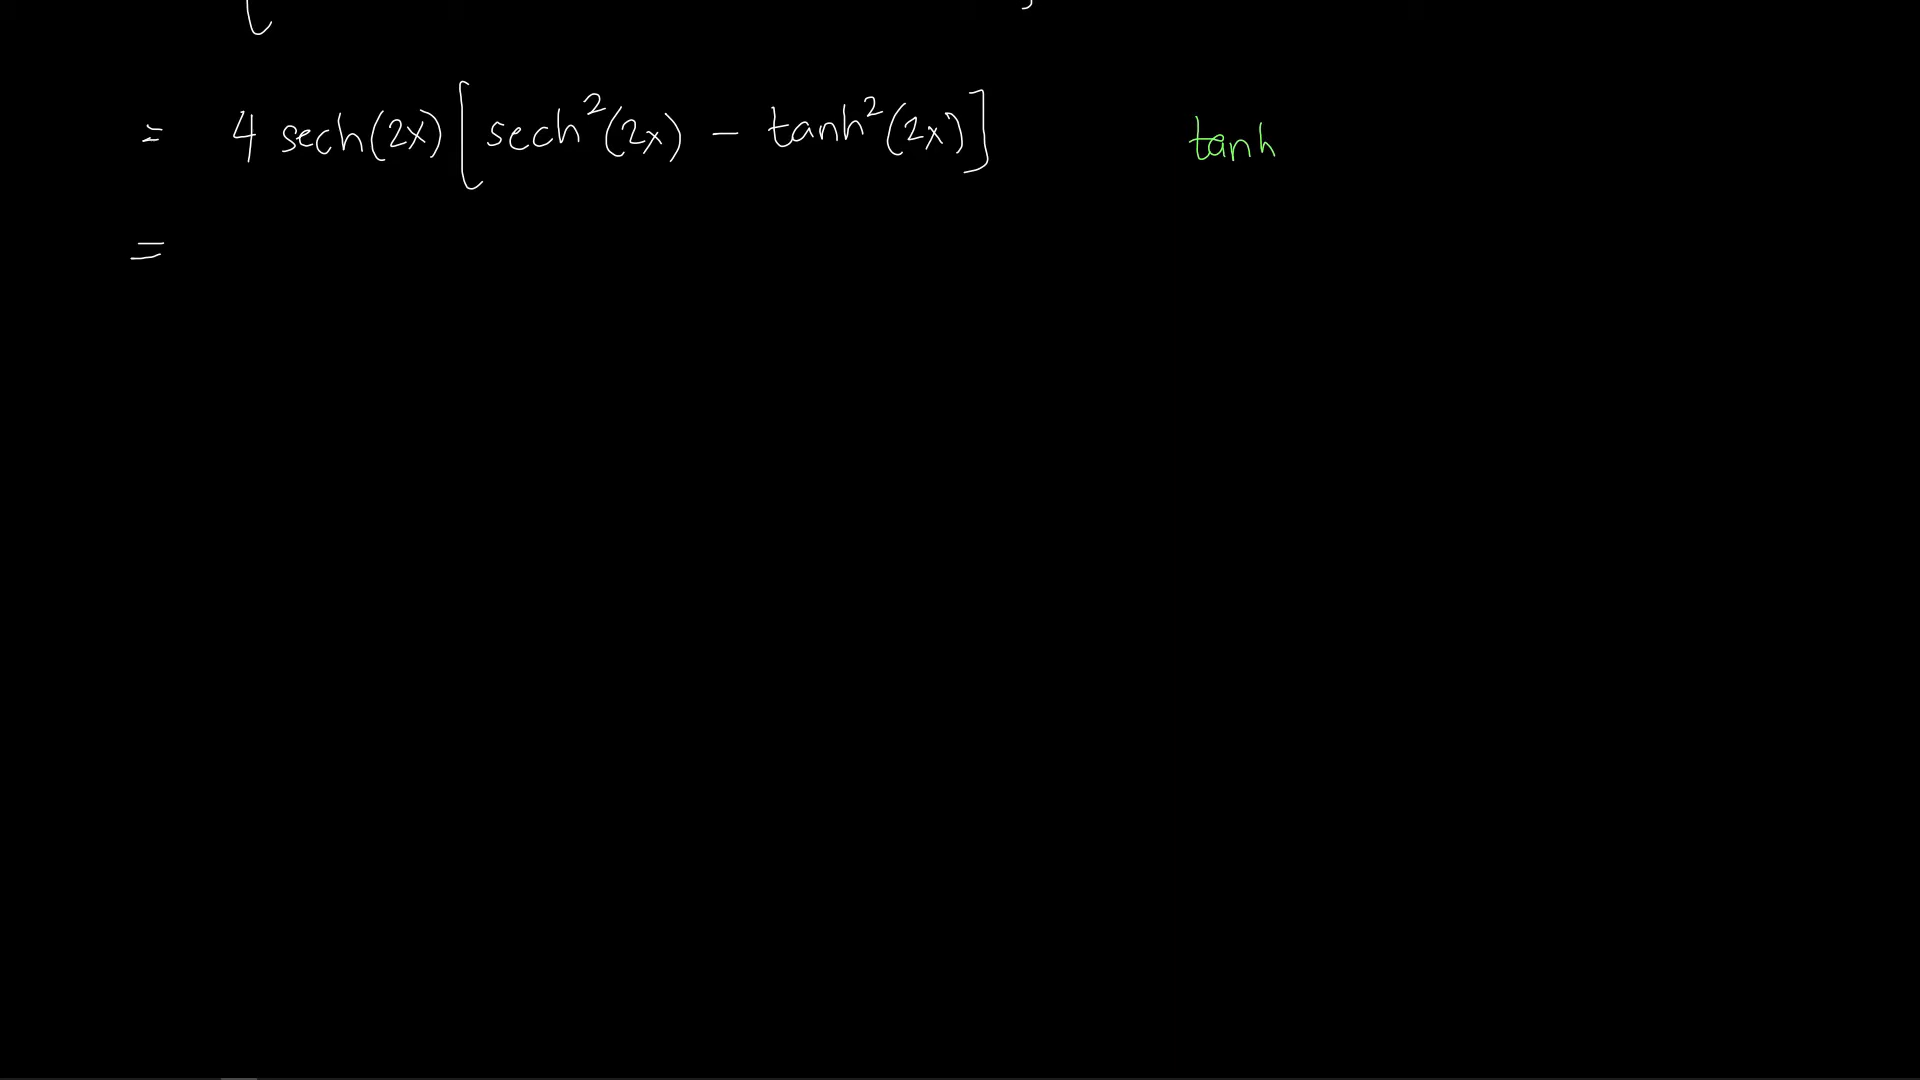 = 4 sech(2x) [sech²(2x) - tanh²(2x)] tanh
=